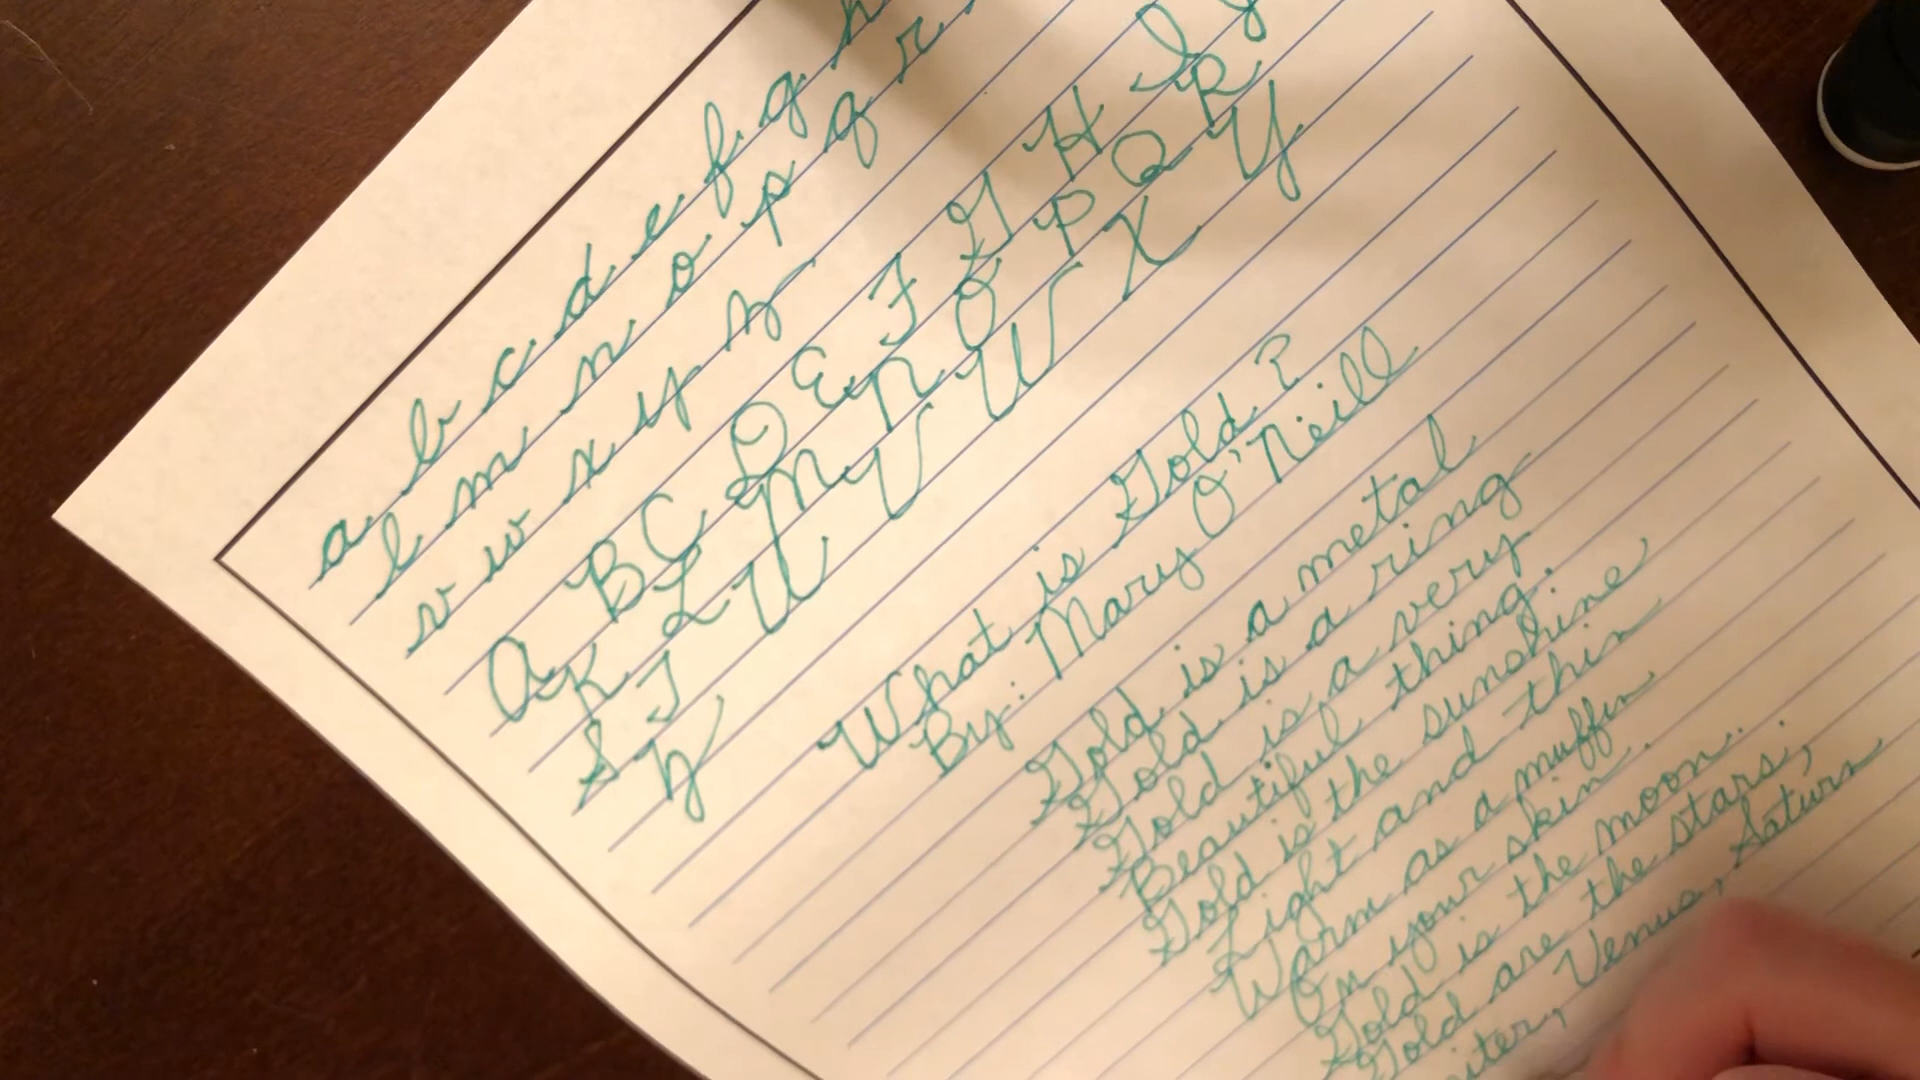 a b c d e f g h
l m n o p q r
v w x y z
A B C D E F G H I J
K L M N O P Q R
S T U V W X Y
Z
What is Gold?
By: Mary O'Neill
Gold is a metal
Gold is a ring
Gold is a very
Beautiful thing.
Gold is the sunshine
Light and thin
Warm as a muffin
On your skin.
Gold is the moon.
Gold are the stars;
Venus, Saturn